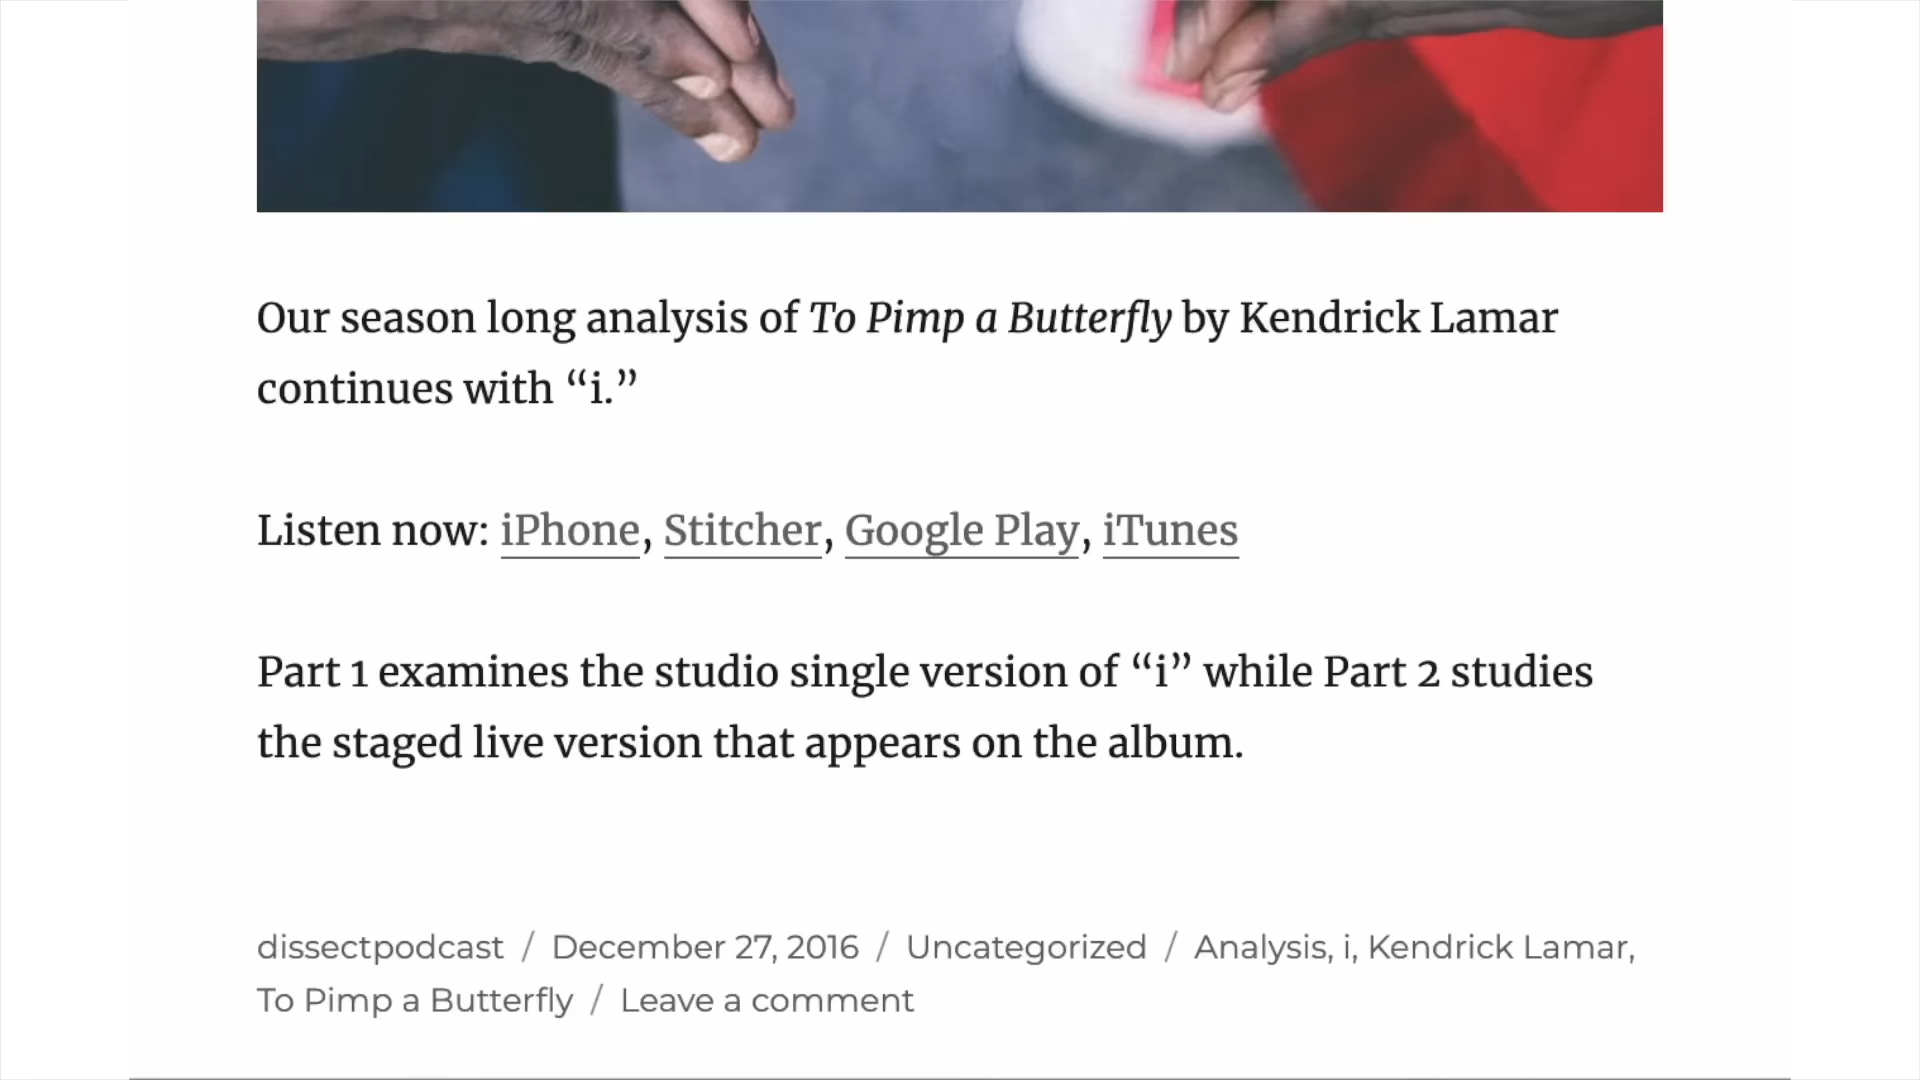 Our season long analysis of To Pimp a Butterfly by Kendrick Lamar
continues with “i.”
Listen now: iPhone, Stitcher, Google Play, iTunes
Part 1 examines the studio single version of “i” while Part 2 studies
the staged live version that appears on the album.
dissectpodcast / December 27, 2016 / Uncategorized / Analysis, i, Kendrick Lamar,
To Pimp a Butterfly / Leave a comment